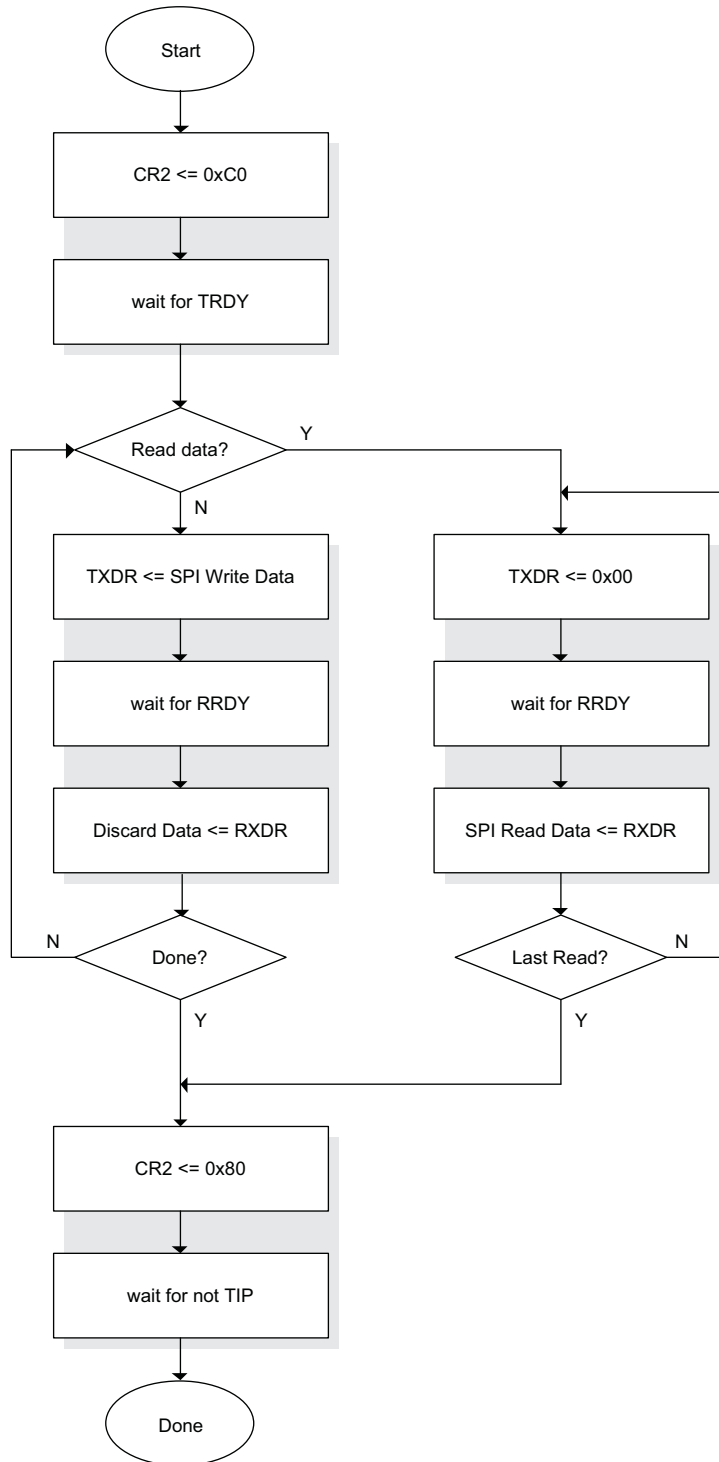 Start
CR2 <= 0xC0
wait for TRDY
Read data?
Y
N
TXDR <= SPI Write Data
TXDR <= 0x00
wait for RRDY
wait for RRDY
Discard Data <= RXDR
SPI Read Data <= RXDR
N
Done?
Last Read?
N
Y
Y
CR2 <= 0x80
wait for not TIP
Done